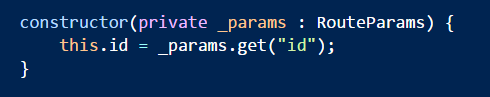 constructor(private _params : RouteParams) {
    this.id = _params.get("id");
}